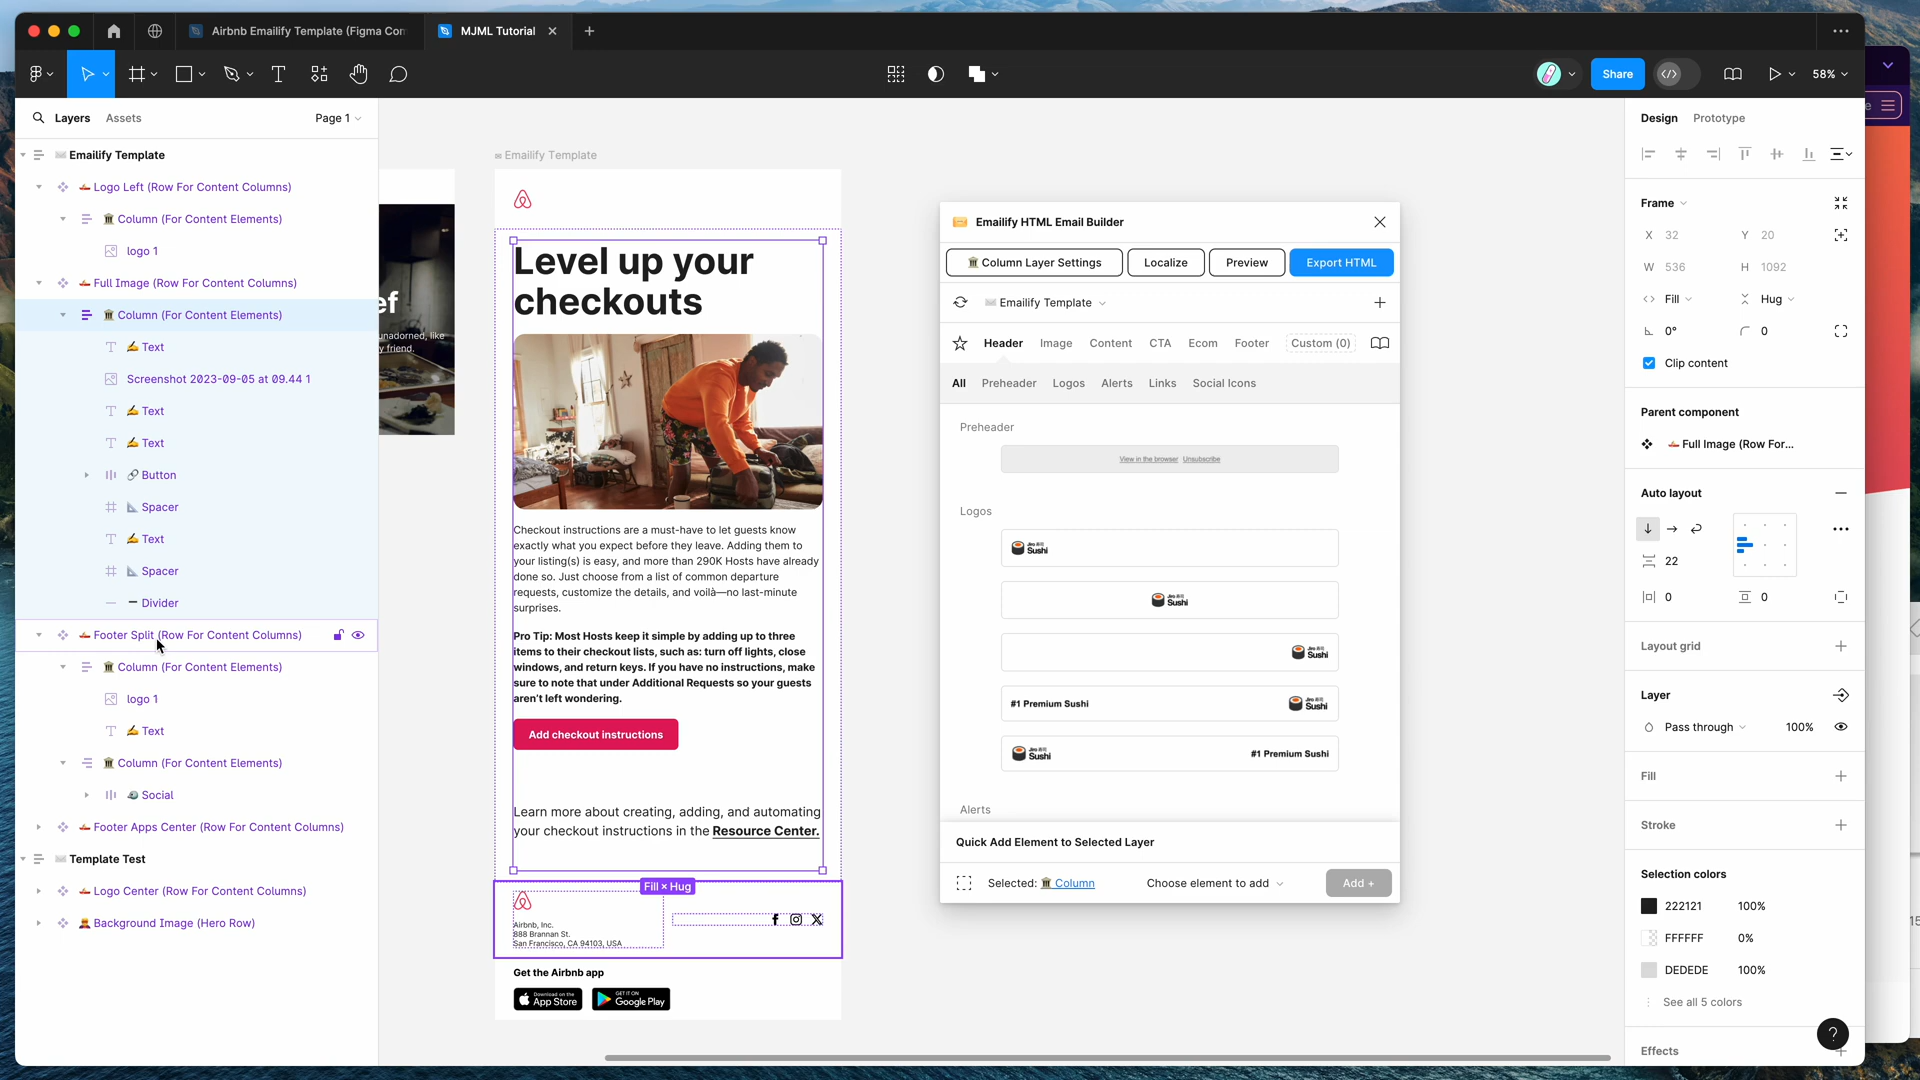 Airbnb Emailify Template (Figma Con
MJML Tutorial
Share
58%
Layers
Assets
Page 1
Emailify Template
Logo Left (Row For Content Columns)
Column (For Content Elements)
logo 1
Full Image (Row For Content Columns)
Column (For Content Elements)
Text
Screenshot 2023-09-05 at 09.44 1
Text
Text
Button
Spacer
Text
Spacer
Divider
Footer Split (Row For Content Columns)
Column (For Content Elements)
logo 1
Text
Column (For Content Elements)
Social
Footer Apps Center (Row For Content Columns)
Template Test
Logo Center (Row For Content Columns)
Background Image (Hero Row)
ef
unadorned, like
y friend.
Emailify Template
Level up your
checkouts
Checkout instructions are a must-have to let guests know
exactly what you expect before they leave. Adding them to
your listing(s) is easy, and more than 290K Hosts have already
done so. Just choose from a list of common departure
requests, customize the details, and voilà—no last-minute
surprises.
Pro Tip: Most Hosts keep it simple by adding up to three
items to their checkout lists, such as: turn off lights, close
windows, and return keys. If you have no instructions, make
sure to note that under Additional Requests so your guests
aren't left wondering.
Add checkout instructions
Learn more about creating, adding, and automating
your checkout instructions in the Resource Center.
Fill × Hug
Airbnb, Inc.
888 Brannan St.
San Francisco, CA 94103, USA
Get the Airbnb app
Download on the
App Store
GET IT ON
Google Play
Emailify HTML Email Builder
Column Layer Settings
Localize
Preview
Export HTML
Emailify Template
Header
Image
Content
CTA
Ecom
Footer
Custom (0)
All
Preheader
Logos
Alerts
Links
Social Icons
Preheader
View in the browser Unsubscribe
Logos
Jiro
Sushi
Jiro
Sushi
Jiro
Sushi
#1 Premium Sushi
Jiro
Sushi
Jiro
Sushi
#1 Premium Sushi
Alerts
Quick Add Element to Selected Layer
Selected: Column
Choose element to add
Add +
Design
Prototype
Frame
X 32
Y 20
W 536
H 1092
Fill
Hug
0°
0
Clip content
Parent component
Full Image (Row For...
Auto layout
22
0
0
Layout grid
Layer
Pass through
100%
Fill
Stroke
Selection colors
222121 100%
FFFFFF 0%
DEDEDE 100%
See all 5 colors
Effects
?
e